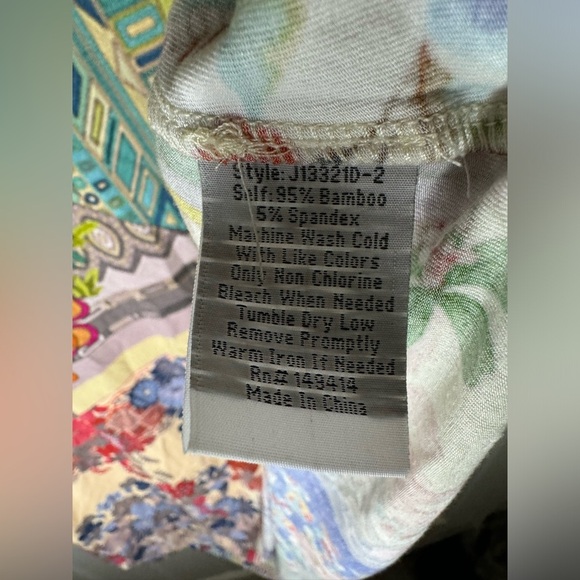 Style: J13321D-2
Self: 95% Bamboo
5% Spandex
Machine Wash Cold
With Like Colors
Only Non Chlorine
Bleach When Needed
Tumble Dry Low
Remove Promptly
Warm Iron If Needed
Rn# 149414
Made In China